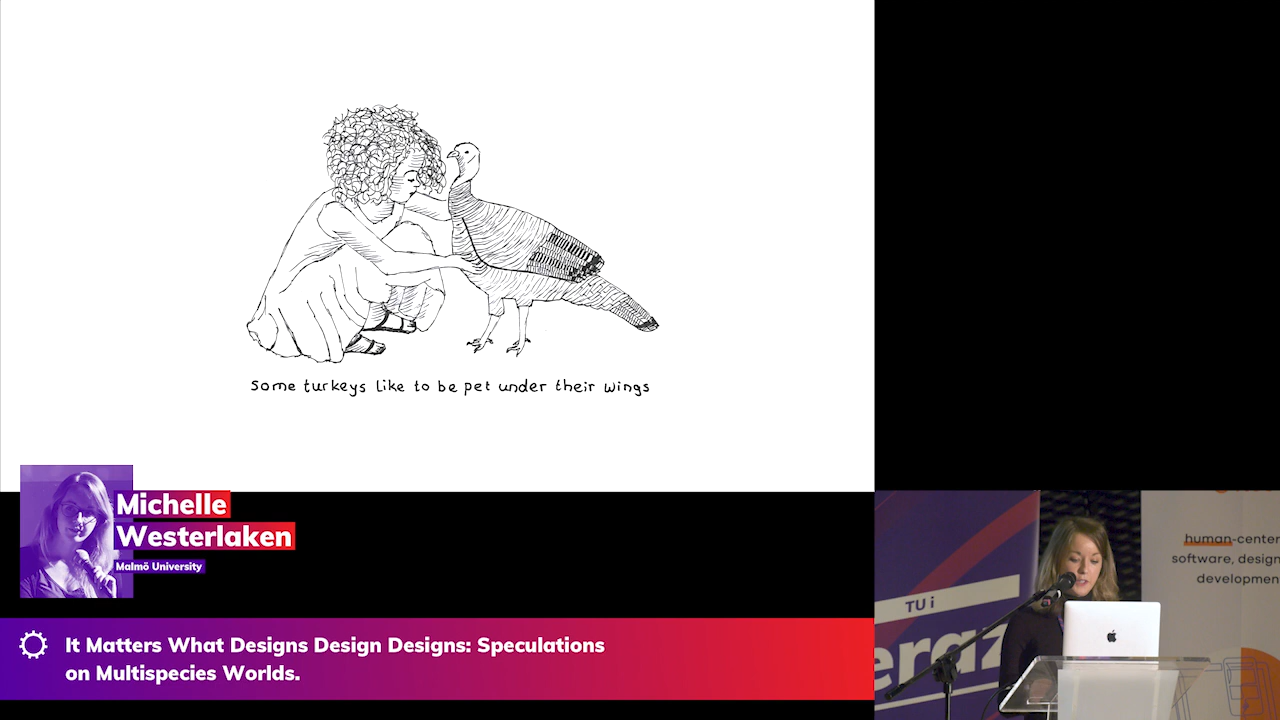 some turkeys like to be pet under their wings
Michelle
Westerlaken
Malmö University
It Matters What Designs Design Designs: Speculations
on Multispecies Worlds.
TU i
eraz
human-center
software, design
development